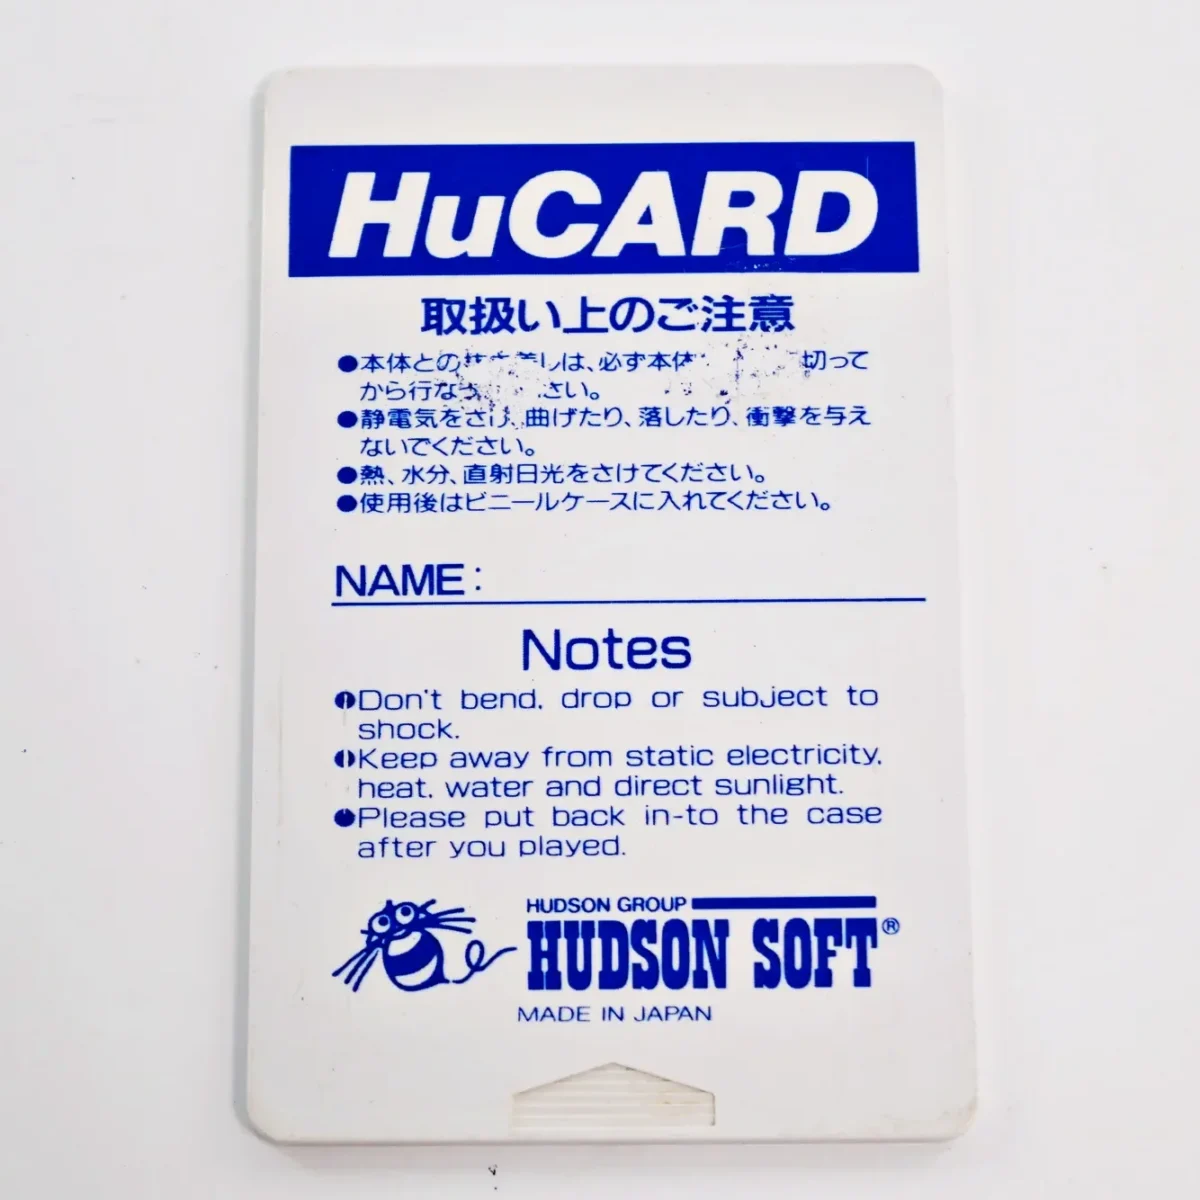 HuCARD
取扱い上のご注意
●本体との しは、必ず本体 切って
から行な さい。
●静電気をさけ、曲げたり、落したり、衝撃を与え
ないでください。
●熱、水分、直射日光をさけてください。
●使用後はビニールケースに入れてください。
NAME:
Notes
●Don't bend, drop or subject to
shock.
●Keep away from static electricity,
heat, water and direct sunlight.
●Please put back in-to the case
after you played.
HUDSON GROUP
HUDSON SOFT®
MADE IN JAPAN